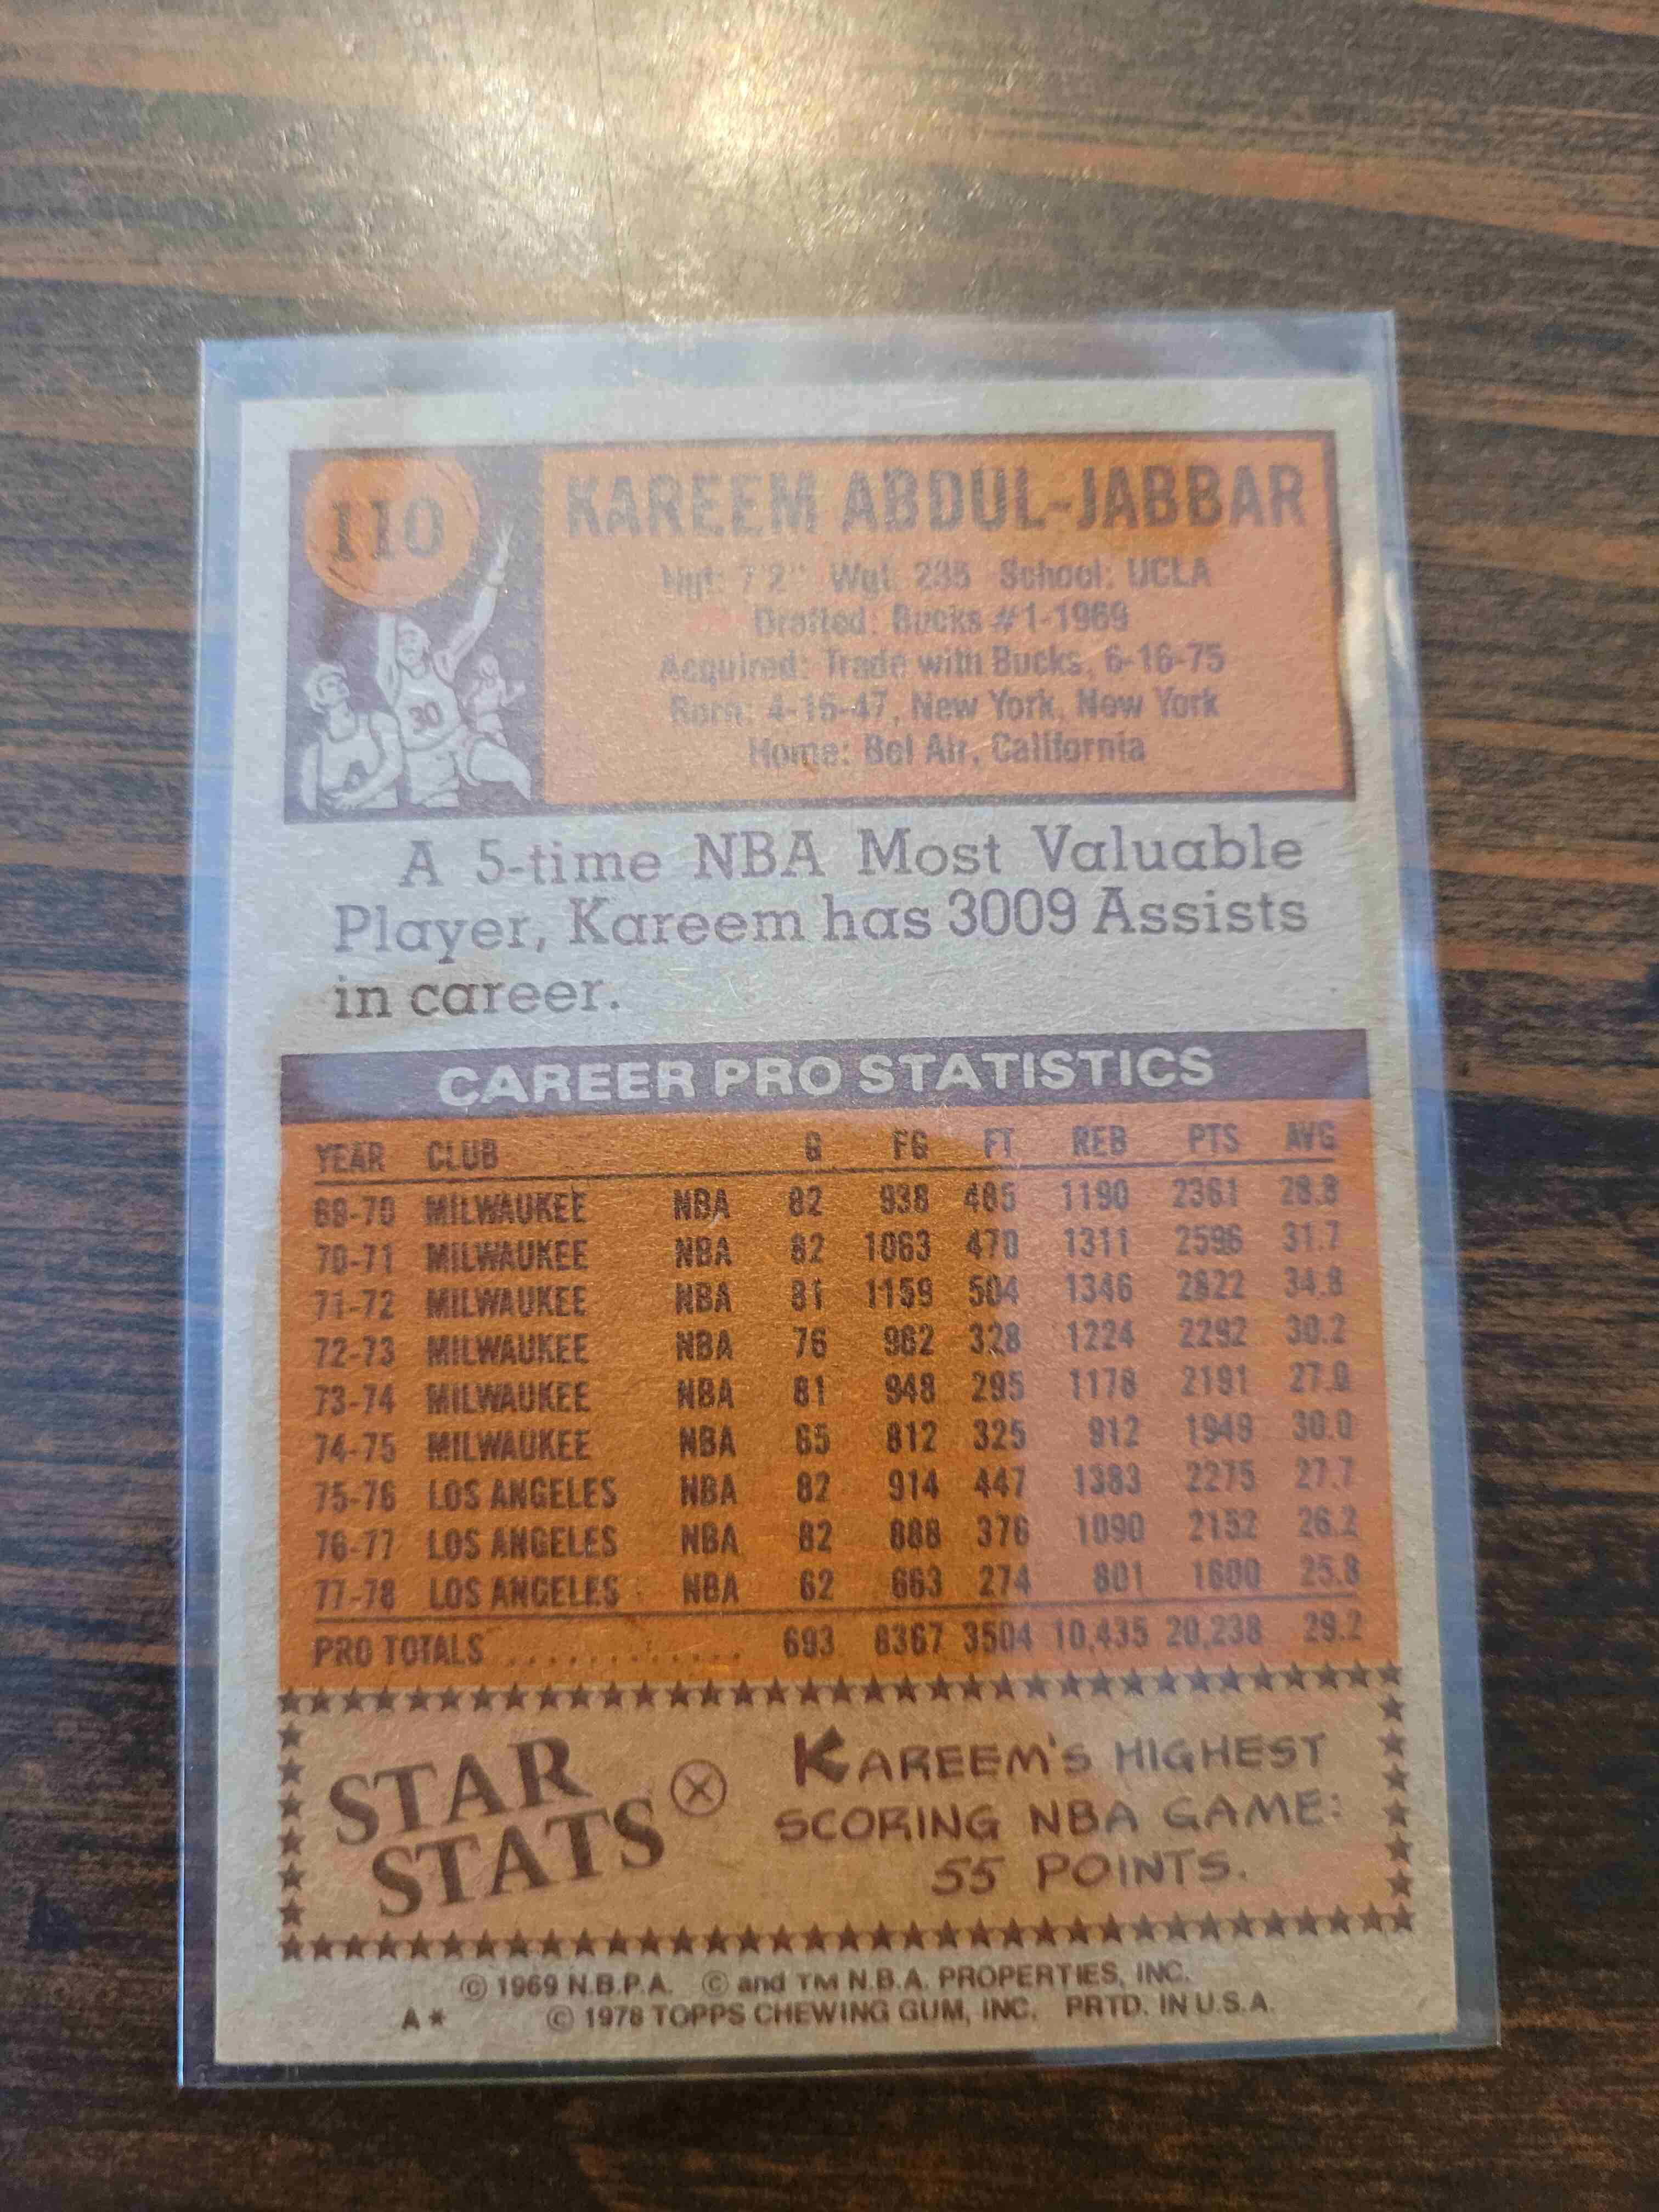 110
KAREEM ABDUL-JABBAR
Hgt: 7'2" Wgt: 235 School: UCLA
Drafted: Bucks #1-1969
Acquired: Trade with Bucks, 6-16-75
Born: 4-16-47, New York, New York
Home: Bel Air, California
30
A 5-time NBA Most Valuable
Player, Kareem has 3009 Assists
in career.
CAREER PRO STATISTICS
YEAR CLUB G FG FT REB PTS AVG
69-70 MILWAUKEE NBA 82 938 485 1190 2361 28.8
70-71 MILWAUKEE NBA 82 1063 470 1311 2596 31.7
71-72 MILWAUKEE NBA 81 1159 504 1346 2822 34.8
72-73 MILWAUKEE NBA 76 982 328 1224 2292 30.2
73-74 MILWAUKEE NBA 81 948 295 1178 2191 27.0
74-75 MILWAUKEE NBA 65 812 325 912 1949 30.0
75-76 LOS ANGELES NBA 82 914 447 1383 2275 27.7
76-77 LOS ANGELES NBA 82 888 376 1090 2152 26.2
77-78 LOS ANGELES NBA 62 663 274 801 1600 25.8
PRO TOTALS ............ 693 8367 3504 10,435 20,238 29.2
STAR
STATS
KAREEM'S HIGHEST
SCORING NBA GAME:
55 POINTS.
© 1969 N.B.P.A. © and TM N.B.A. PROPERTIES, INC.
A* © 1978 TOPPS CHEWING GUM, INC. PRTD. IN U.S.A.